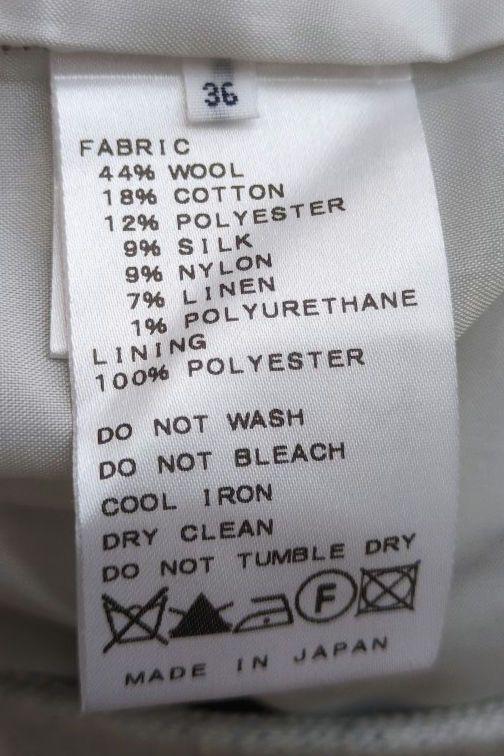 36
FABRIC
44% WOOL
18% COTTON
12% POLYESTER
9% SILK
9% NYLON
7% LINEN
1% POLYURETHANE
LINING
100% POLYESTER
DO NOT WASH
DO NOT BLEACH
COOL IRON
DRY CLEAN
DO NOT TUMBLE DRY
F
MADE IN JAPAN